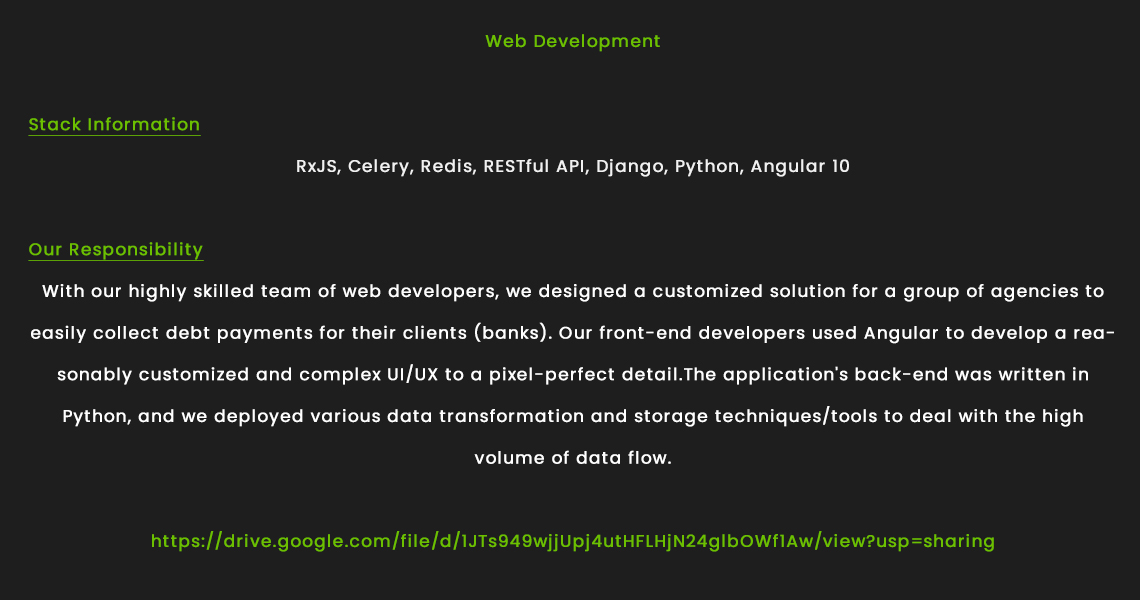 Web Development
Stack Information
RxJS, Celery, Redis, RESTful API, Django, Python, Angular 10
Our Responsibility
With our highly skilled team of web developers, we designed a customized solution for a group of agencies to
easily collect debt payments for their clients (banks). Our front-end developers used Angular to develop a rea-
sonably customized and complex UI/UX to a pixel-perfect detail.The application's back-end was written in
Python, and we deployed various data transformation and storage techniques/tools to deal with the high
volume of data flow.
https://drive.google.com/file/d/1JTs949wjjUpj4utHFLHjN24glbOWf1Aw/view?usp=sharing